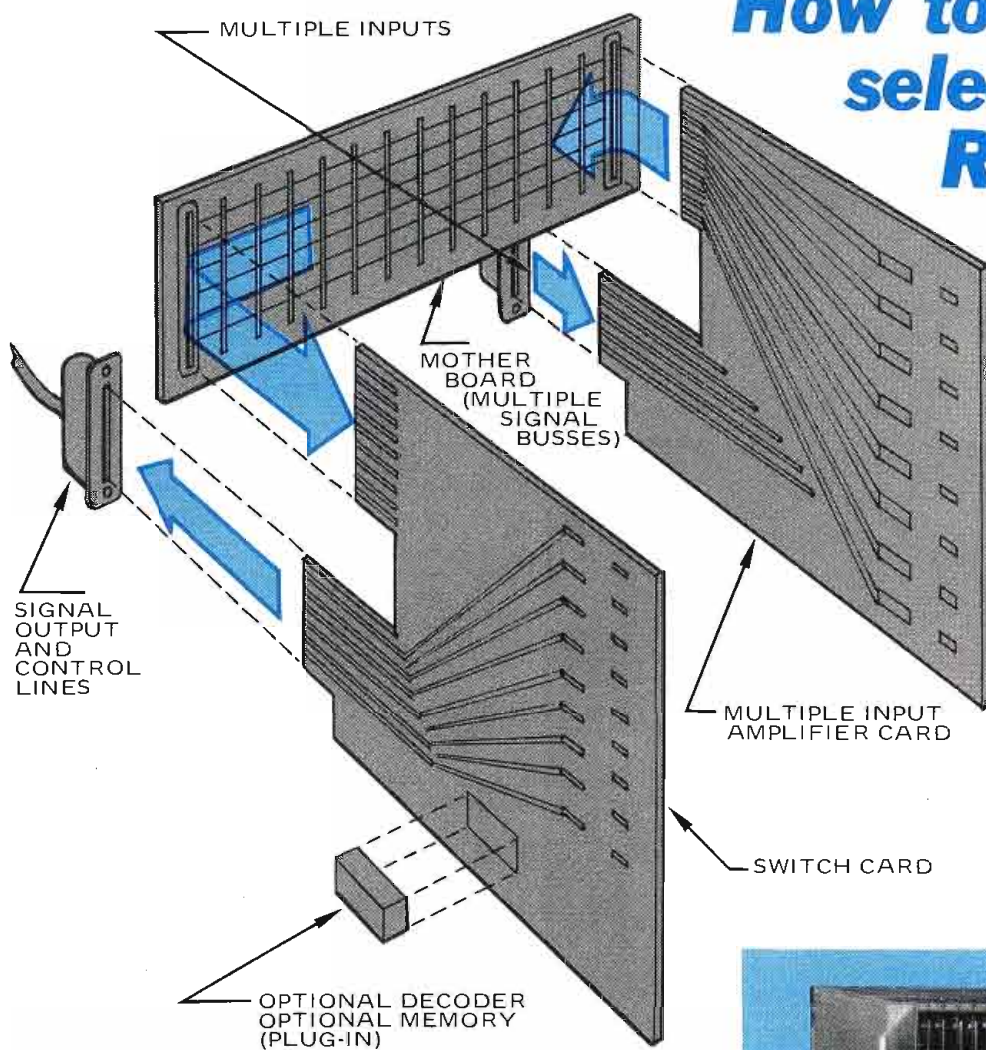 How to
sele
R
MULTIPLE INPUTS
MOTHER
BOARD
(MULTIPLE
SIGNAL
BUSSES)
SIGNAL
OUTPUT
AND
CONTROL
LINES
MULTIPLE INPUT
AMPLIFIER CARD
SWITCH CARD
OPTIONAL DECODER
OPTIONAL MEMORY
(PLUG-IN)